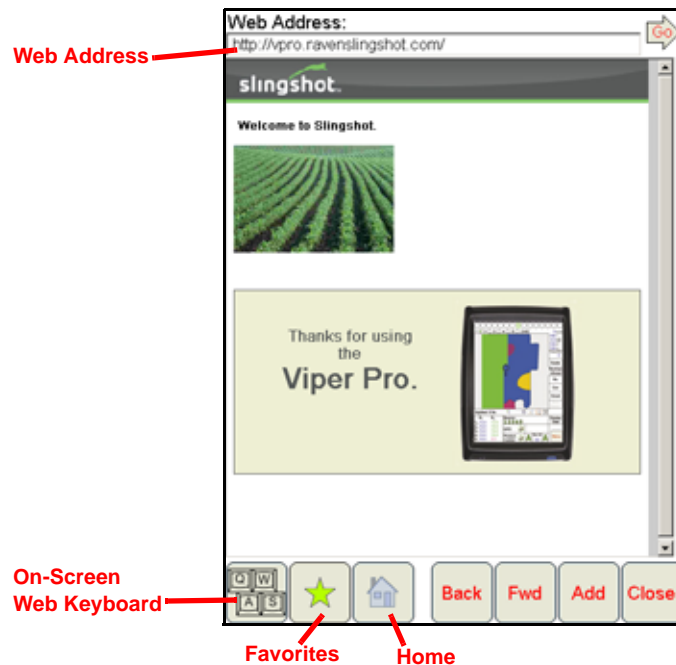 Web Address:
http://vpro.ravenslingshot.com/
Go
Web Address
slingshot.
Welcome to Slingshot.
Thanks for using
the
Viper Pro.
Q W
A S
Back Fwd Add Close
On-Screen
Web Keyboard
Favorites
Home